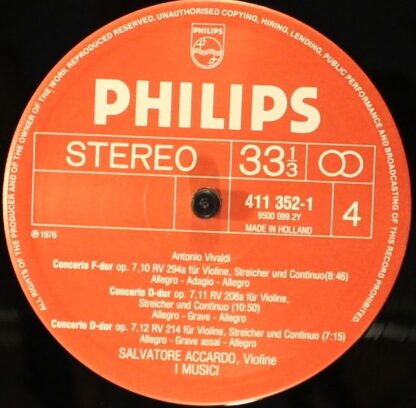 ALL RIGHTS OF THE PRODUCER AND OF THE OWNER OF THE WORK REPRODUCED RESERVED. UNAUTHORISED COPYING, HIRING, LENDING, PUBLIC PERFORMANCE AND BROADCASTING OF THIS RECORD PROHIBITED
PHILIPS
PHILIPS
STEREO
33 1/3
411 352-1
9500 089.2Y
MADE IN HOLLAND
4
℗ 1976
Antonio Vivaldi
Concerto F-dur op. 7,10 RV 294a für Violine, Streicher und Continuo(8:46)
Allegro - Adagio - Allegro
Concerto D-dur op. 7,11 RV 208a für Violine,
Streicher und Continuo (10:50)
Allegro - Grave - Allegro
Concerto D-dur op. 7,12 RV 214 für Violine, Streicher und Continuo (7:15)
Allegro - Grave assai - Allegro
SALVATORE ACCARDO, Violine
I MUSICI